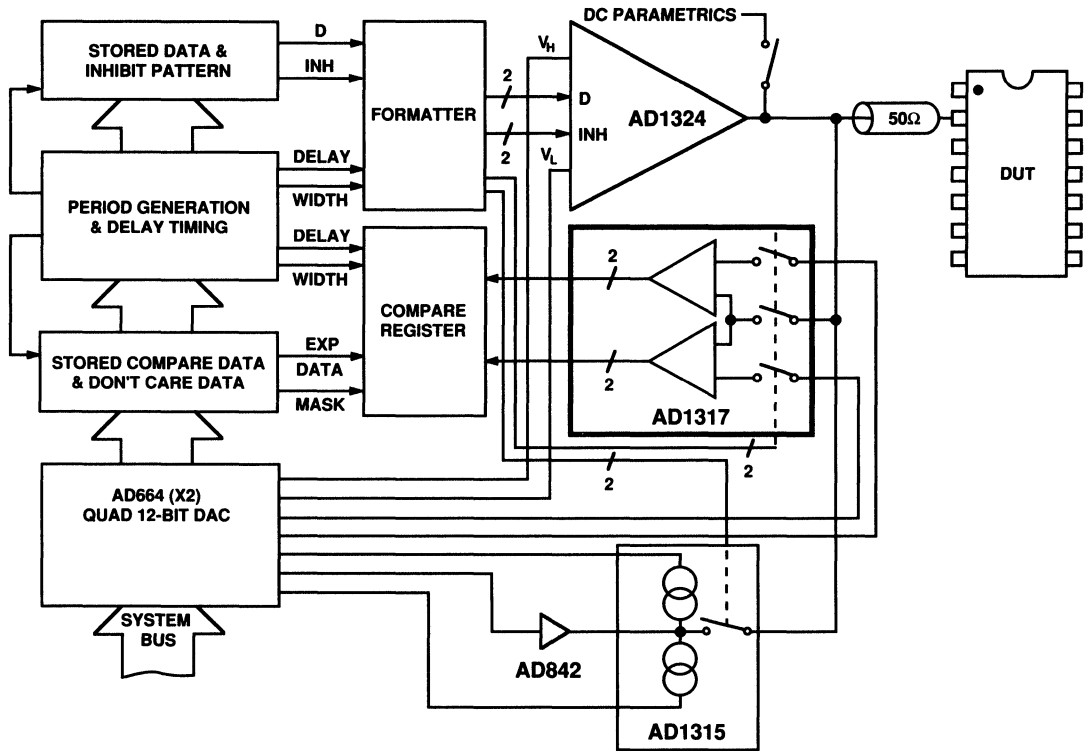 DC PARAMETRICS
STORED DATA &
INHIBIT PATTERN
D
INH
FORMATTER
2
2
VH
D
INH
VL
AD1324
50Ω
DUT
PERIOD GENERATION
& DELAY TIMING
DELAY
WIDTH
DELAY
WIDTH
COMPARE
REGISTER
2
2
AD1317
STORED COMPARE DATA
& DON'T CARE DATA
EXP
DATA
MASK
2
2
AD664 (X2)
QUAD 12-BIT DAC
SYSTEM
BUS
AD842
AD1315